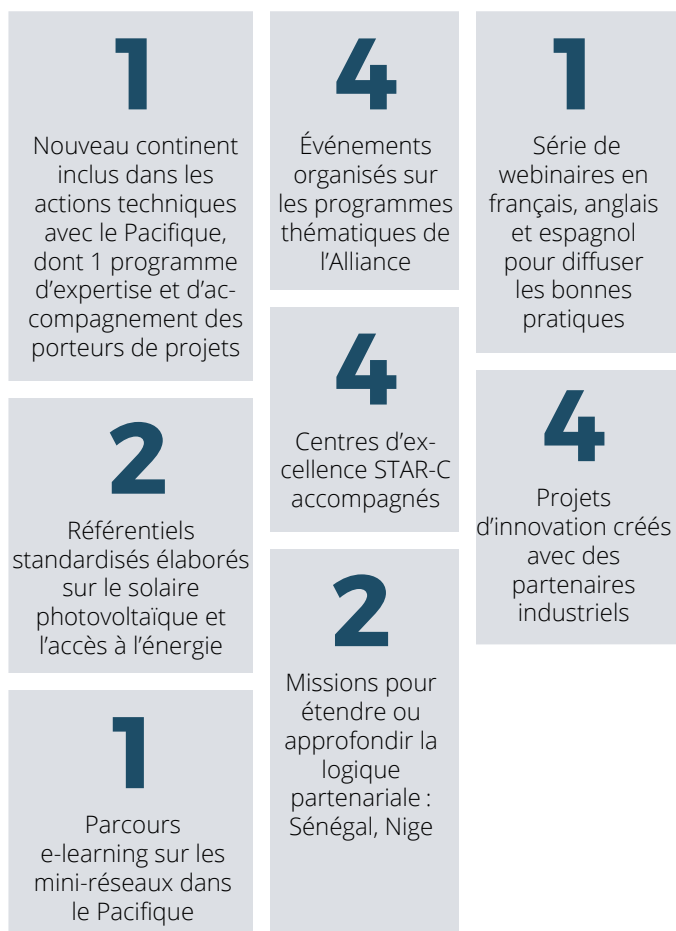 1
Nouveau continent
inclus dans les
actions techniques
avec le Pacifique,
dont 1 programme
d’expertise et d’ac-
compagnement des
porteurs de projets
2
Référentiels
standardisés élaborés
sur le solaire
photovoltaïque et
l’accès à l’énergie
1
Parcours
e-learning sur les
mini-réseaux dans
le Pacifique
4
Événements
organisés sur
les programmes
thématiques de
l’Alliance
4
Centres d’ex-
cellence STAR-C
accompagnés
2
Missions pour
étendre ou
approfondir la
logique
partenariale :
Sénégal, Nige
1
Série de
webinaires en
français, anglais
et espagnol
pour diffuser
les bonnes
pratiques
4
Projets
d’innovation créés
avec des
partenaires
industriels